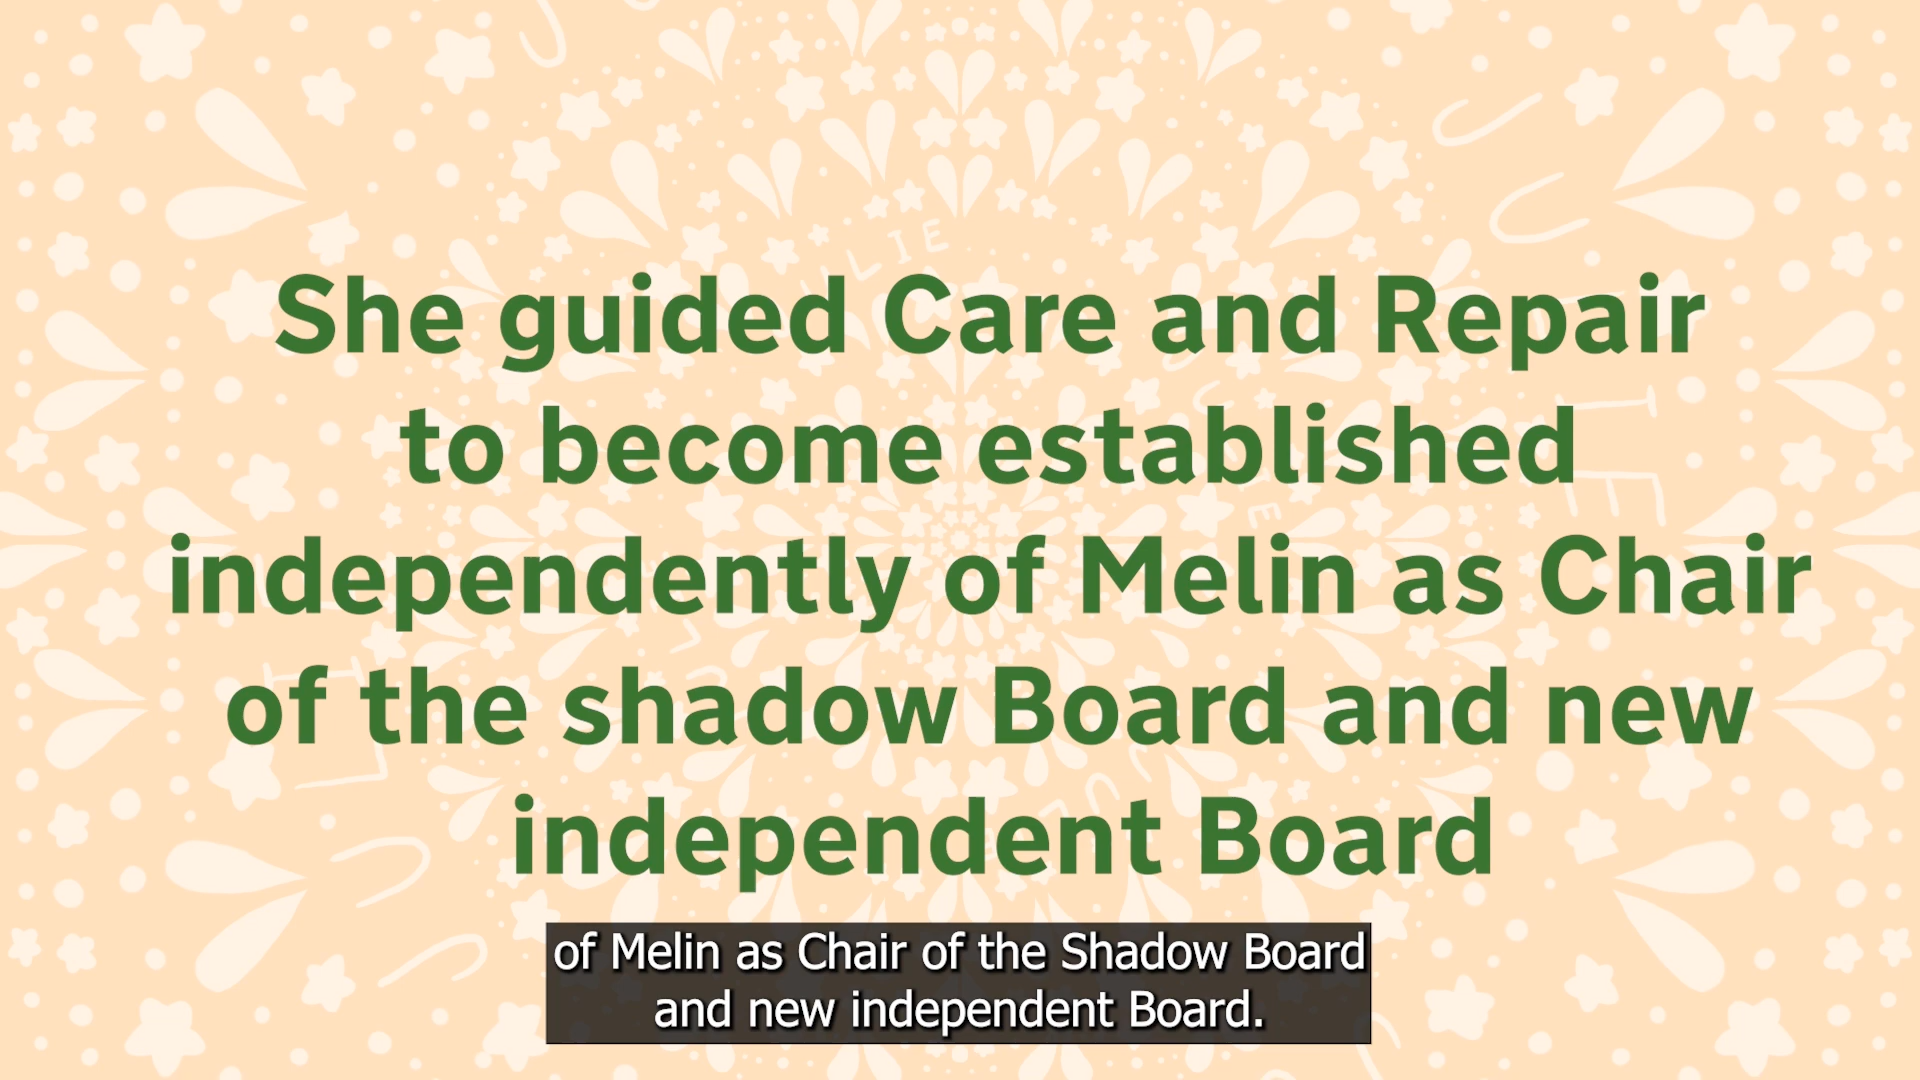 LIE
She guided Care and Repair
to become established
independently of Melin as Chair
of the shadow Board and new
independent Board
of Melin as Chair of the Shadow Board
and new independent Board.